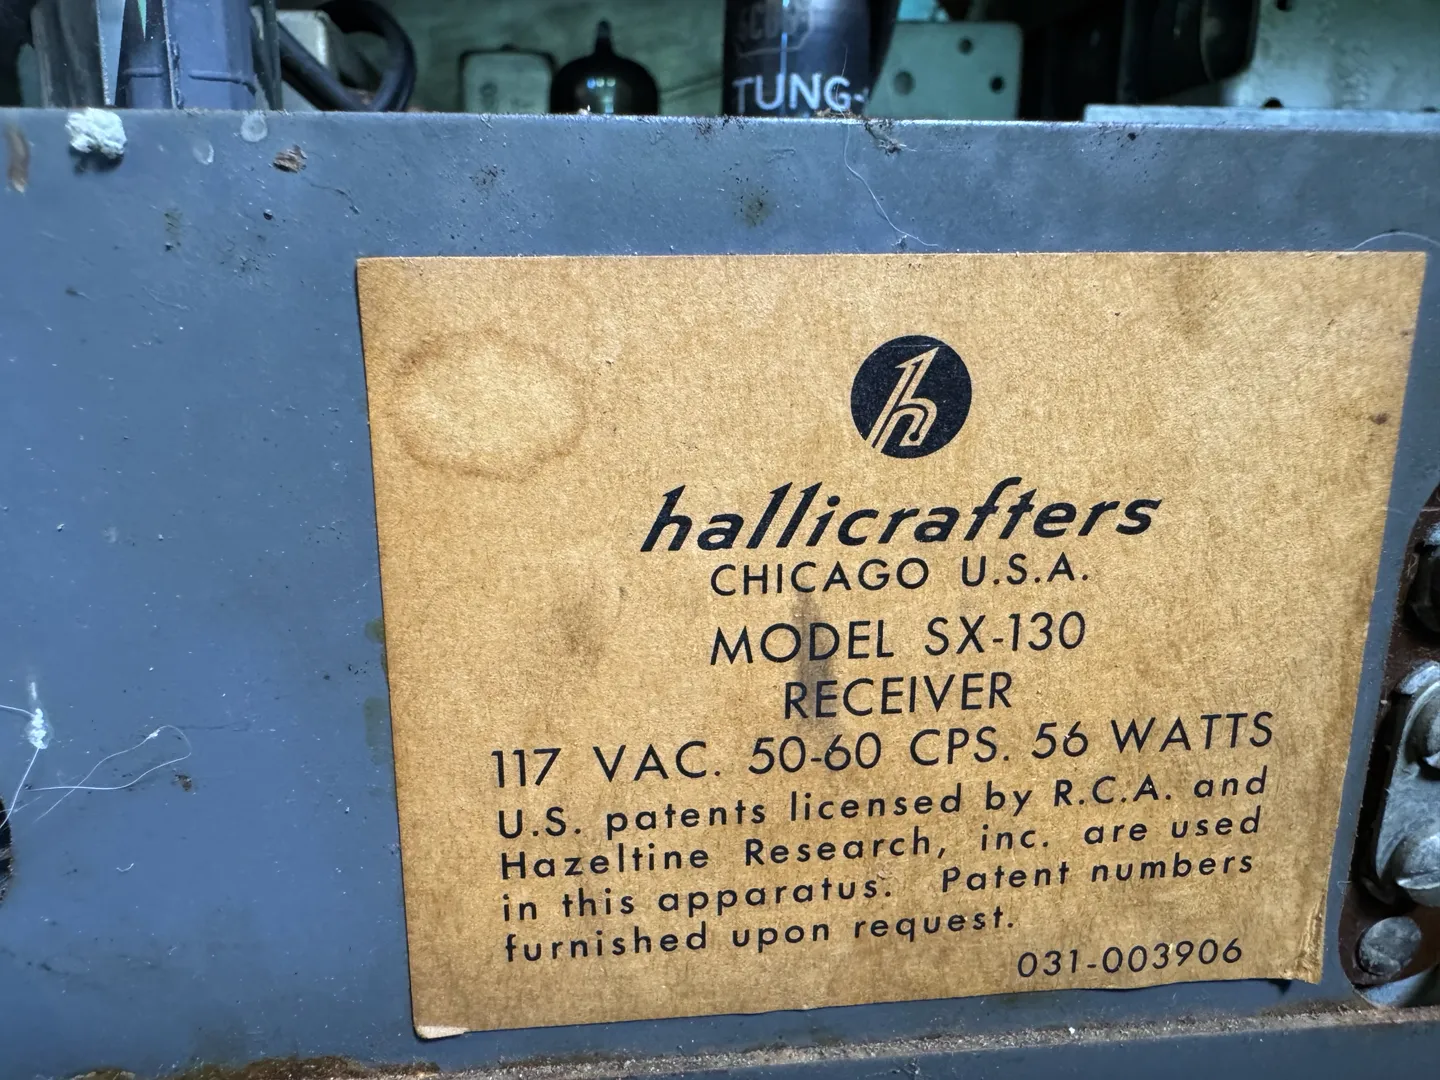 TUNG-
h
hallicrafters
CHICAGO U.S.A.
MODEL SX-130
RECEIVER
117 VAC. 50-60 CPS. 56 WATTS
U.S. patents licensed by R.C.A. and
Hazeltine Research, inc. are used
in this apparatus. Patent numbers
furnished upon request.
031-003906